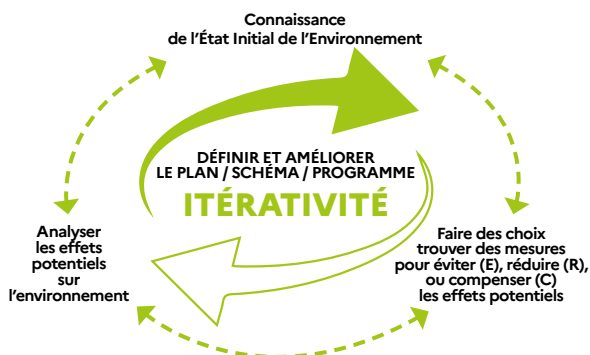 Connaissance
de l’État Initial de l’Environnement
DÉFINIR ET AMÉLIORER
LE PLAN / SCHÉMA / PROGRAMME
ITÉRATIVITÉ
Analyser
les effets
potentiels
sur
l’environnement
Faire des choix
trouver des mesures
pour éviter (E), réduire (R),
ou compenser (C)
les effets potentiels